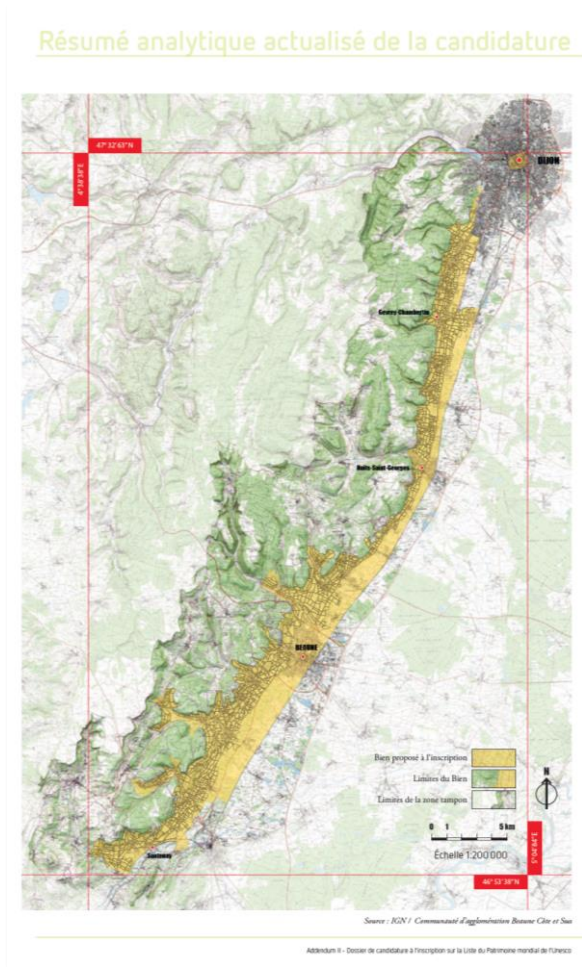 Résumé analytique actualisé de la candidature
47°32'63"N
4°38'38"E
DIJON
Gevrey-Chambertin
Nuits-Saint-Georges
BEAUNE
Bien proposé à l'inscription
Limites du Bien
Limites de la zone tampon
N
0 1 5 km
Échelle 1:200 000
Santenay
5°04'84"E
46°53'38"N
Source : IGN / Communauté d'agglomération Beaune Côte et Sud
Addendum II - Dossier de candidature à l'inscription sur la Liste du Patrimoine mondial de l'Unesco